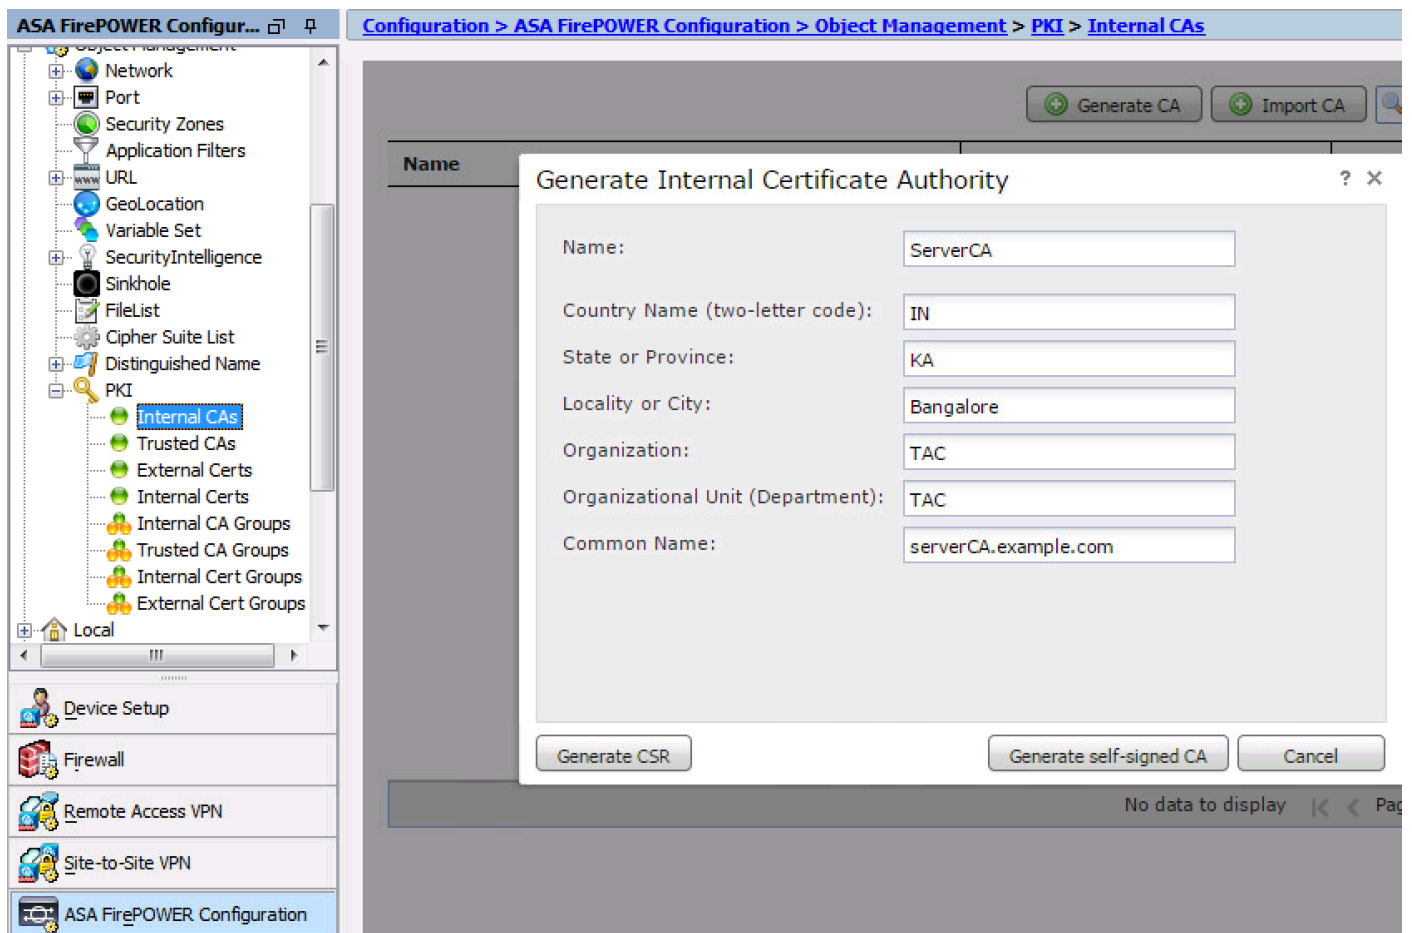 ASA FirePOWER Configur...
Configuration > ASA FirePOWER Configuration > Object Management > PKI > Internal CAs
Object Management
Network
Port
Security Zones
Application Filters
www URL
GeoLocation
Variable Set
SecurityIntelligence
Sinkhole
FileList
Cipher Suite List
Distinguished Name
PKI
Internal CAs
Trusted CAs
External Certs
Internal Certs
Internal CA Groups
Trusted CA Groups
Internal Cert Groups
External Cert Groups
Local
Device Setup
Firewall
Remote Access VPN
Site-to-Site VPN
ASA FirePOWER Configuration
Generate CA Import CA
Name
Generate Internal Certificate Authority ?
Name: ServerCA
Country Name (two-letter code): IN
State or Province: KA
Locality or City: Bangalore
Organization: TAC
Organizational Unit (Department): TAC
Common Name: serverCA.example.com
Generate CSR Generate self-signed CA Cancel
No data to display |< < Pag